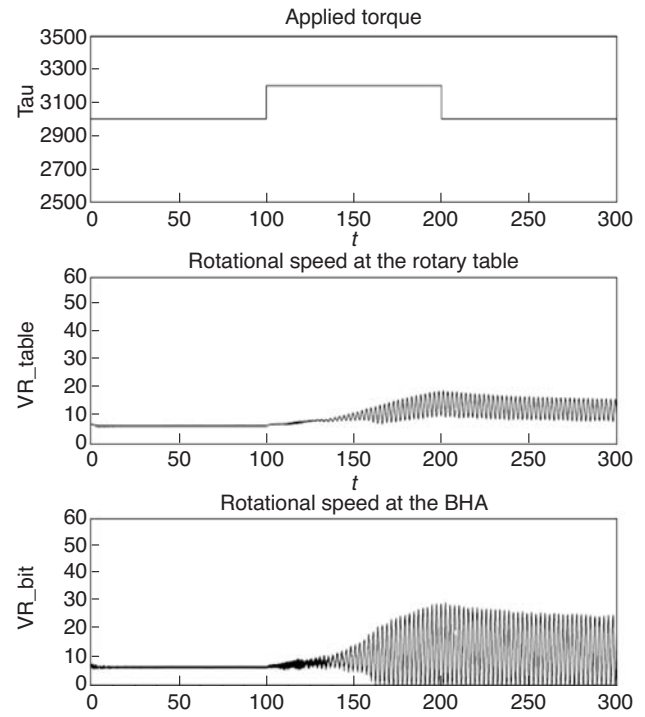 Applied torque
Tau
3500
3300
3100
2900
2700
2500
0 50 100 150 200 250 300
t
Rotational speed at the rotary table
VR_table
60
50
40
30
20
10
0
0 50 100 150 200 250 300
t
Rotational speed at the BHA
VR_bit
60
50
40
30
20
10
0
0 50 100 150 200 250 300